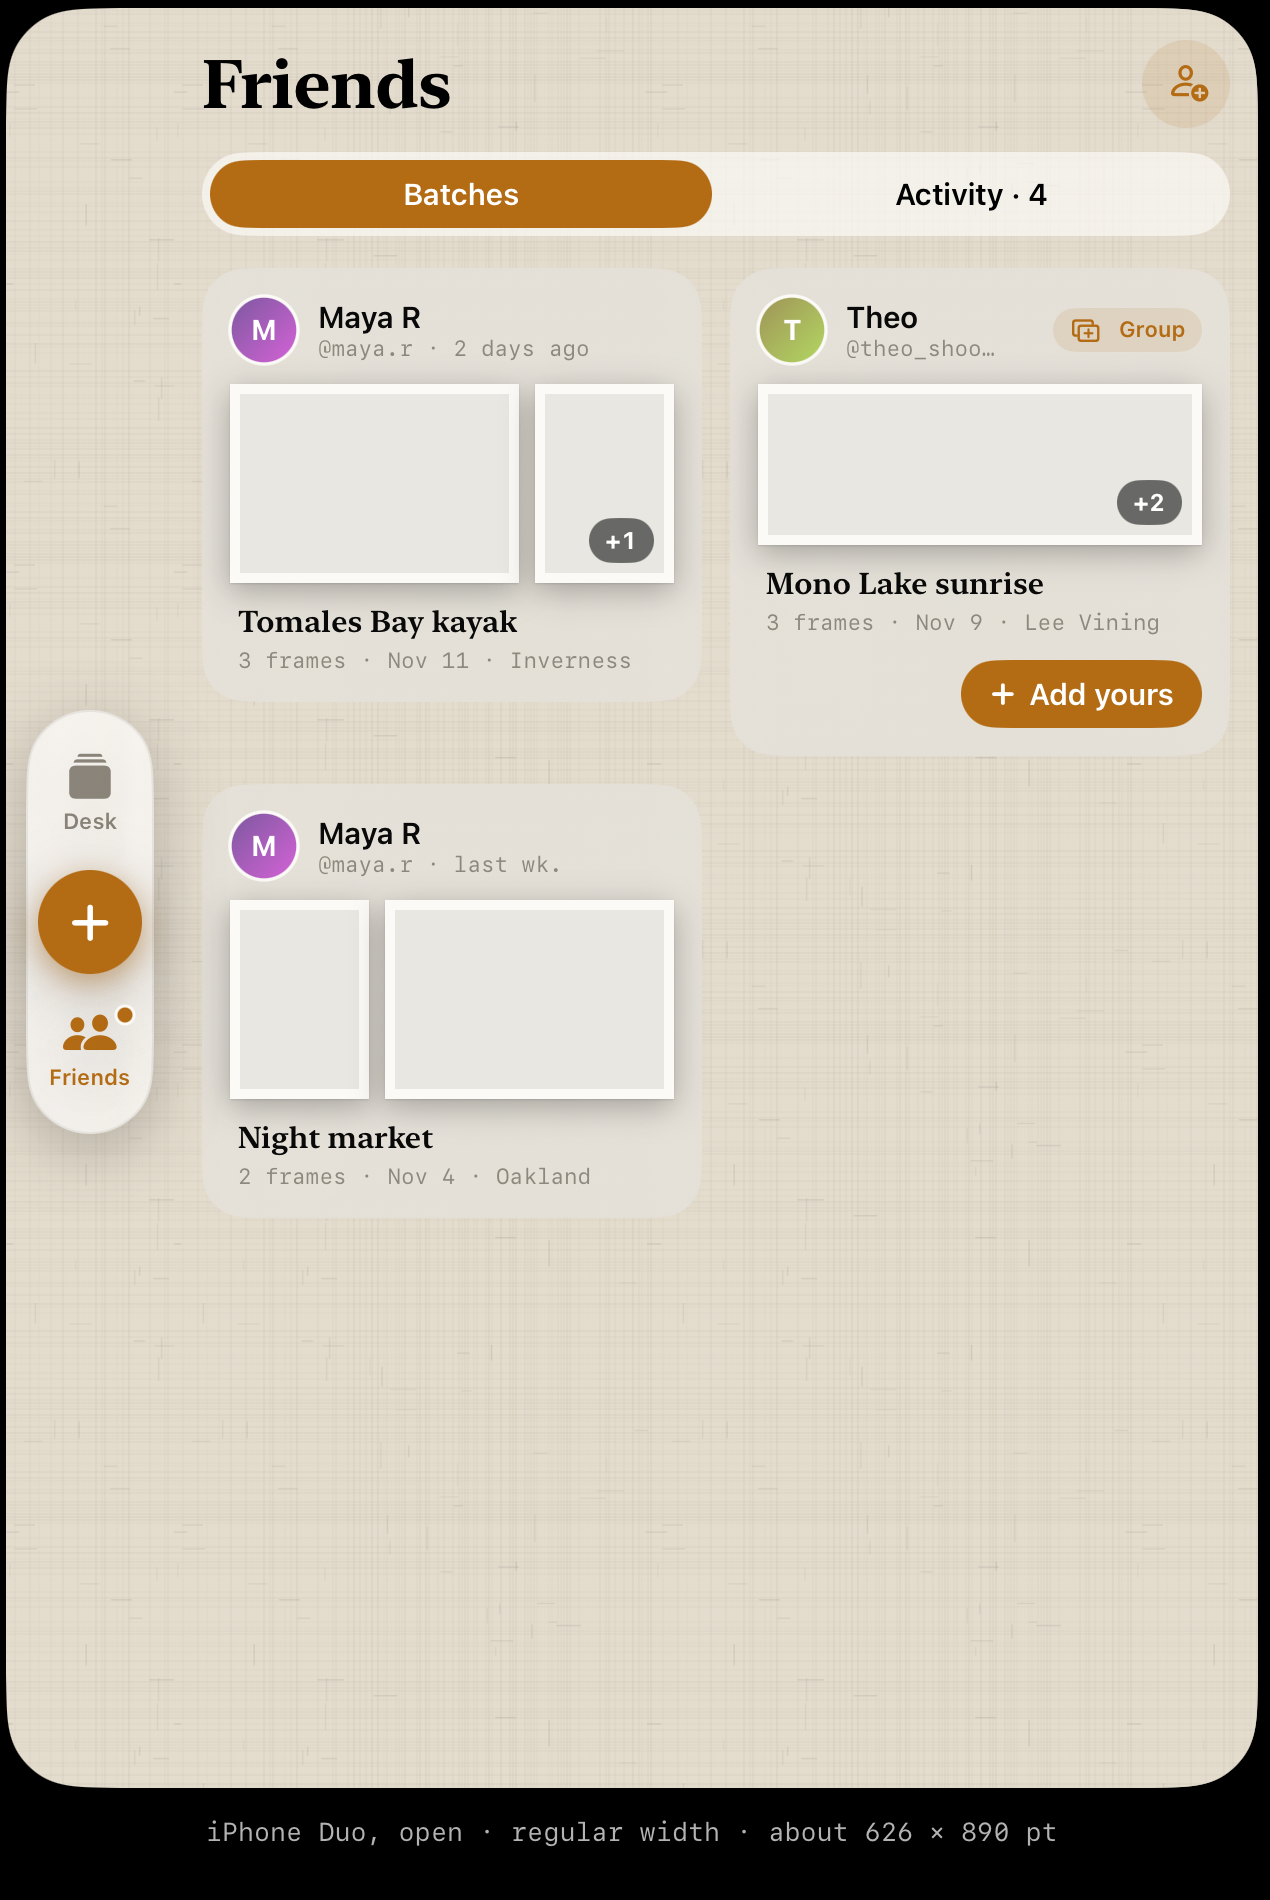 Friends
Batches
Activity · 4
M
Maya R
@maya.r · 2 days ago
+1
Tomales Bay kayak
3 frames · Nov 11 · Inverness
T
Theo
@theo_shoo…
Group
+2
Mono Lake sunrise
3 frames · Nov 9 · Lee Vining
+ Add yours
M
Maya R
@maya.r · last wk.
Night market
2 frames · Nov 4 · Oakland
Desk
Friends
iPhone Duo, open · regular width · about 626 × 890 pt